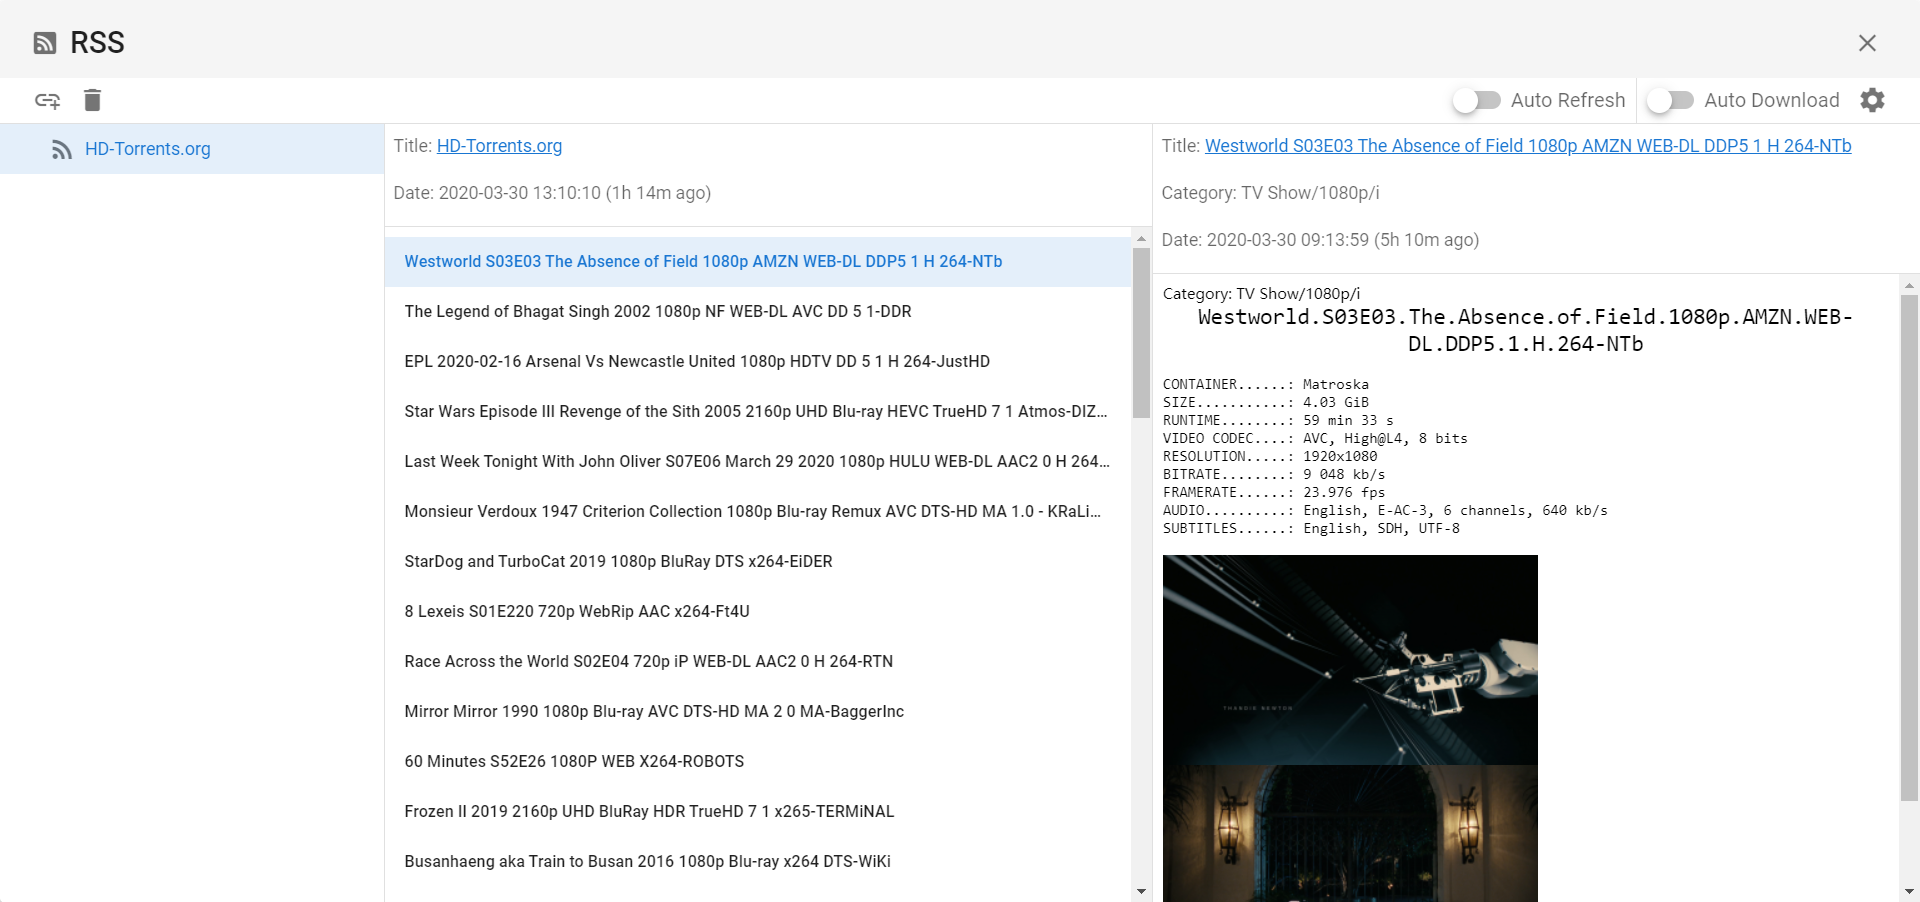 RSS
Auto Refresh
Auto Download
HD-Torrents.org
Title: HD-Torrents.org
Date: 2020-03-30 13:10:10 (1h 14m ago)
Westworld S03E03 The Absence of Field 1080p AMZN WEB-DL DDP5 1 H 264-NTb
The Legend of Bhagat Singh 2002 1080p NF WEB-DL AVC DD 5 1-DDR
EPL 2020-02-16 Arsenal Vs Newcastle United 1080p HDTV DD 5 1 H 264-JustHD
Star Wars Episode III Revenge of the Sith 2005 2160p UHD Blu-ray HEVC TrueHD 7 1 Atmos-DIZ...
Last Week Tonight With John Oliver S07E06 March 29 2020 1080p HULU WEB-DL AAC2 0 H 264...
Monsieur Verdoux 1947 Criterion Collection 1080p Blu-ray Remux AVC DTS-HD MA 1.0 - KRaLi...
StarDog and TurboCat 2019 1080p BluRay DTS x264-EiDER
8 Lexeis S01E220 720p WebRip AAC x264-Ft4U
Race Across the World S02E04 720p iP WEB-DL AAC2 0 H 264-RTN
Mirror Mirror 1990 1080p Blu-ray AVC DTS-HD MA 2 0 MA-BaggerInc
60 Minutes S52E26 1080P WEB X264-ROBOTS
Frozen II 2019 2160p UHD BluRay HDR TrueHD 7 1 x265-TERMiNAL
Busanhaeng aka Train to Busan 2016 1080p Blu-ray x264 DTS-WiKi
Title: Westworld S03E03 The Absence of Field 1080p AMZN WEB-DL DDP5 1 H 264-NTb
Category: TV Show/1080p/i
Date: 2020-03-30 09:13:59 (5h 10m ago)
Category: TV Show/1080p/i
Westworld.S03E03.The.Absence.of.Field.1080p.AMZN.WEB-
DL.DDP5.1.H.264-NTb
CONTAINER......: Matroska
SIZE...........: 4.03 GiB
RUNTIME........: 59 min 33 s
VIDEO CODEC....: AVC, High@L4, 8 bits
RESOLUTION.....: 1920x1080
BITRATE........: 9 048 kb/s
FRAMERATE......: 23.976 fps
AUDIO..........: English, E-AC-3, 6 channels, 640 kb/s
SUBTITLES......: English, SDH, UTF-8
THANDIE NEWTON